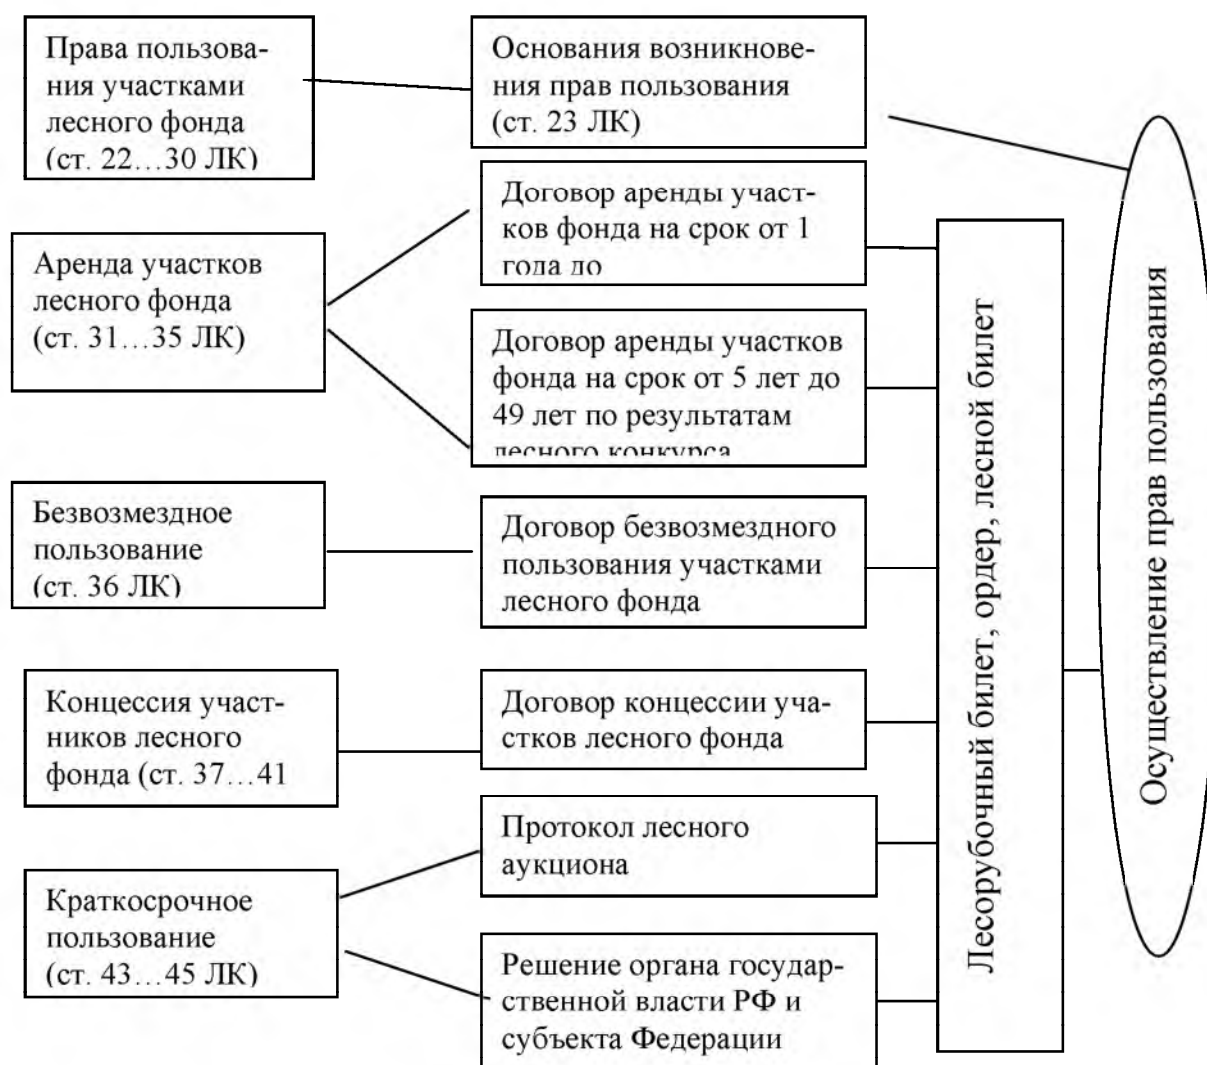 Права пользова-
ния участками
лесного фонда
(ст. 22…30 ЛК)
Основания возникнове-
ния прав пользования
(ст. 23 ЛК)
Аренда участков
лесного фонда
(ст. 31…35 ЛК)
Договор аренды участ-
ков фонда на срок от 1
года до
Договор аренды участков
фонда на срок от 5 лет до
49 лет по результатам
лесного конкурса
Безвозмездное
пользование
(ст. 36 ЛК)
Договор безвозмездного
пользования участками
лесного фонда
Концессия участ-
ников лесного
фонда (ст. 37…41
Договор концессии уча-
стков лесного фонда
Краткосрочное
пользование
(ст. 43…45 ЛК)
Протокол лесного
аукциона
Решение органа государ-
ственной власти РФ и
субъекта Федерации
Лесорубочный билет, ордер, лесной билет
Осуществление прав пользования